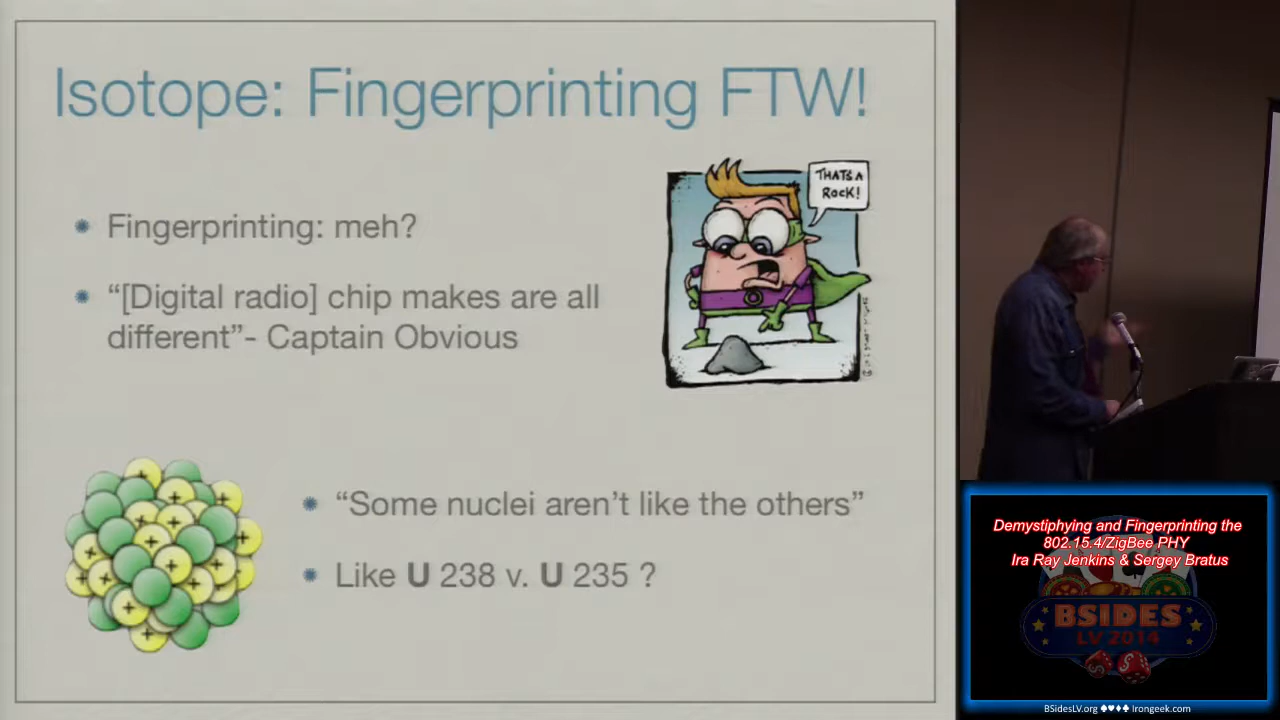 Isotope: Fingerprinting FTW!
Fingerprinting: meh?
“[Digital radio] chip makes are all
different”- Captain Obvious
THATS A
ROCK!
“Some nuclei aren’t like the others”
Like U 238 v. U 235 ?
Demystiphying and Fingerprinting the
802.15.4/ZigBee PHY
Ira Ray Jenkins & Sergey Bratus
BSIDES
LV 2014
BSidesLV.org ♠♥♦♣ Irongeek.com